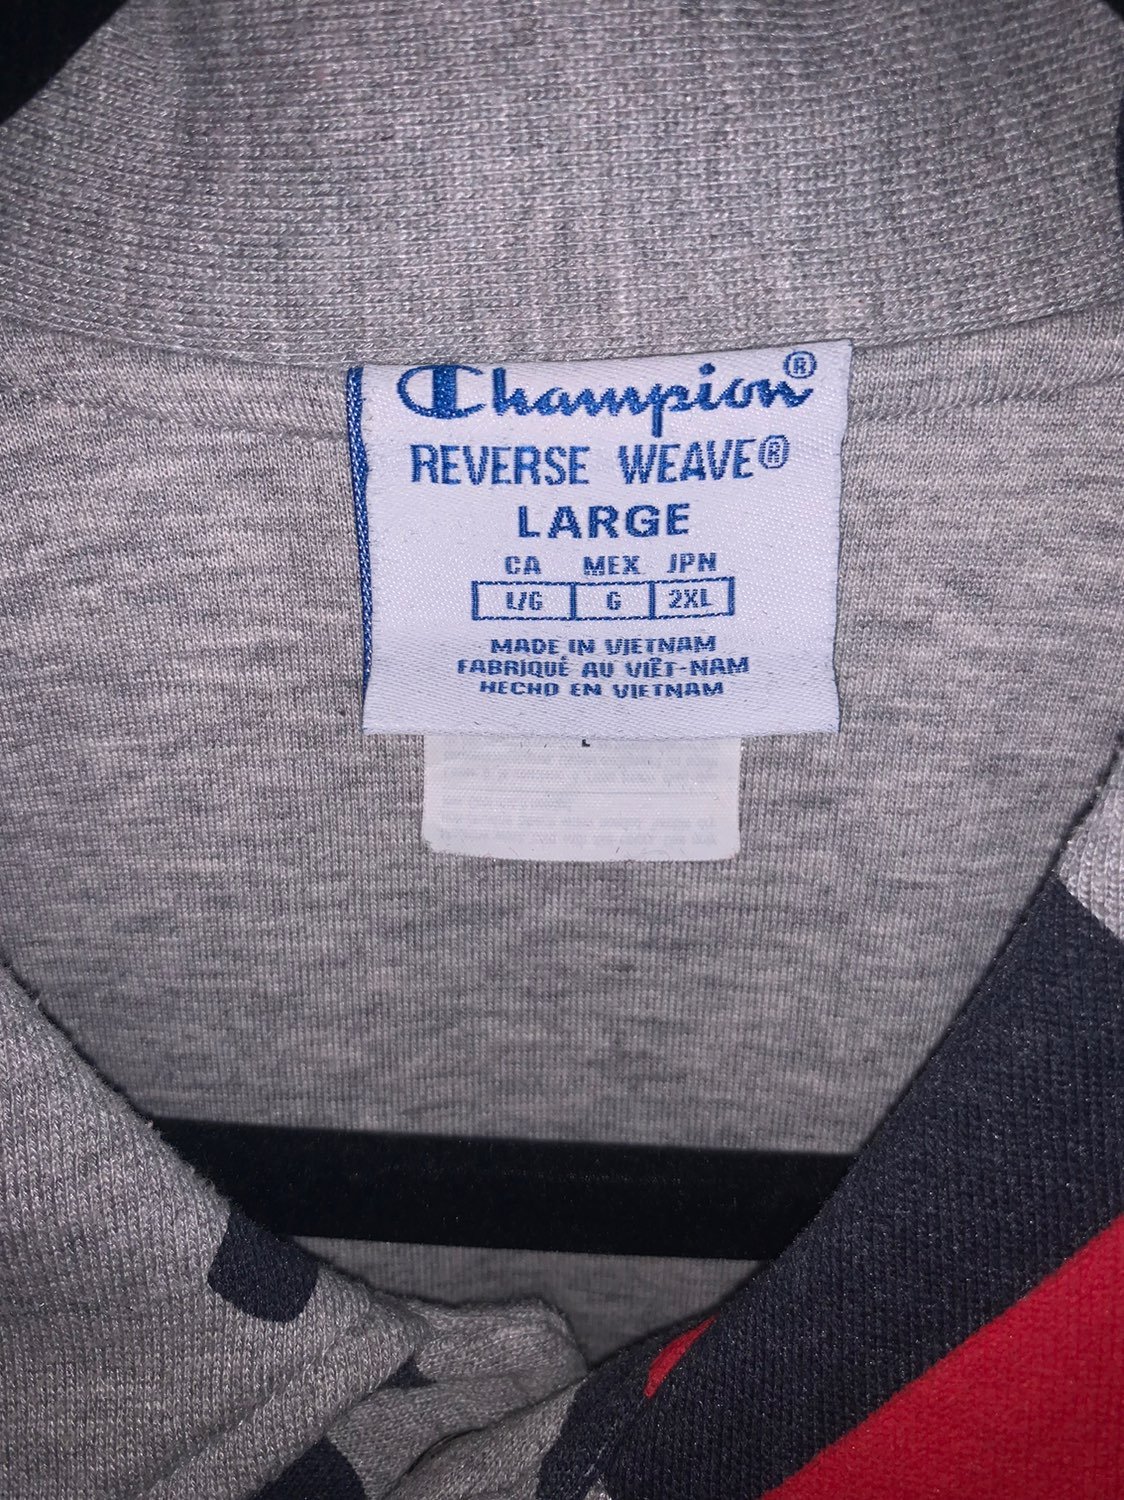 Champion®
REVERSE WEAVE®
LARGE
CA MEX JPN
L/G G 2XL
MADE IN VIETNAM
FABRIQUÉ AU VIÊT-NAM
HECHO EN VIETNAM
L